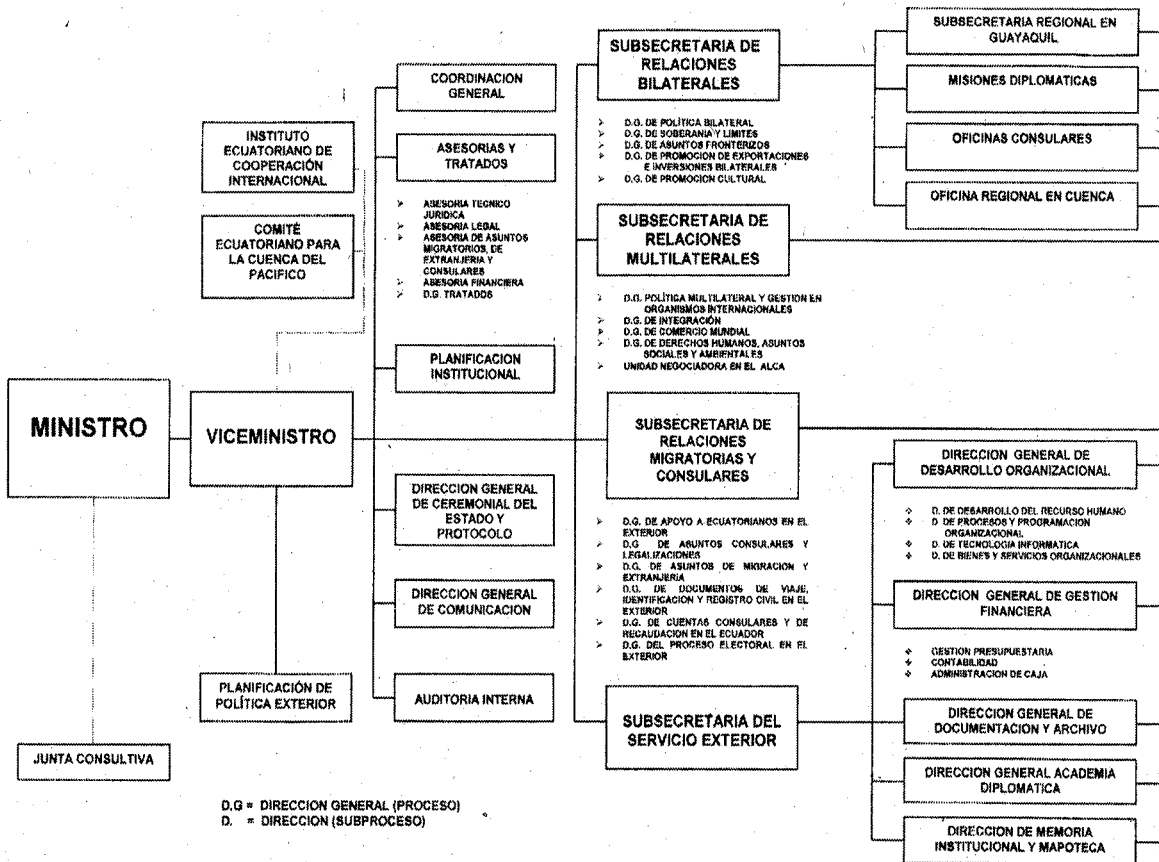 MINISTRO
JUNTA CONSULTIVA
INSTITUTO
ECUATORIANO DE
COOPERACIÓN
INTERNACIONAL
COMITÉ
ECUATORIANO PARA
LA CUENCA DEL
PACIFICO
VICEMINISTRO
PLANIFICACIÓN DE
POLÍTICA EXTERIOR
COORDINACION
GENERAL
ASESORIAS Y
TRATADOS
➢ ASESORIA TECNICO
JURIDICA
➢ ASESORIA LEGAL
➢ ASESORIA DE ASUNTOS
MIGRATORIOS, DE
EXTRANJERIA Y
CONSULARES
➢ ASESORIA FINANCIERA
➢ D.G. TRATADOS
PLANIFICACION
INSTITUCIONAL
DIRECCION GENERAL
DE CEREMONIAL DEL
ESTADO Y
PROTOCOLO
DIRECCION GENERAL
DE COMUNICACION
AUDITORIA INTERNA
SUBSECRETARIA DE
RELACIONES
BILATERALES
➢ D.G. DE POLÍTICA BILATERAL
➢ D.G. DE SOBERANIA Y LIMITES
➢ D.G. DE ASUNTOS FRONTERIZOS
➢ D.G. DE PROMOCION DE EXPORTACIONES
E INVERSIONES BILATERALES
➢ D.G. DE PROMOCION CULTURAL
SUBSECRETARIA DE
RELACIONES
MULTILATERALES
➢ D.G. POLÍTICA MULTILATERAL Y GESTION EN
ORGANISMOS INTERNACIONALES
➢ D.G. DE INTEGRACIÓN
➢ D.G. DE COMERCIO MUNDIAL
➢ D.G. DE DERECHOS HUMANOS, ASUNTOS
SOCIALES Y AMBIENTALES
➢ UNIDAD NEGOCIADORA EN EL ALCA
SUBSECRETARIA DE
RELACIONES
MIGRATORIAS Y
CONSULARES
➢ D.G. DE APOYO A ECUATORIANOS EN EL
EXTERIOR
➢ D.G DE ASUNTOS CONSULARES Y
LEGALIZACIONES
➢ D.G. DE ASUNTOS DE MIGRACION Y
EXTRANJERIA
➢ D.G. DE DOCUMENTOS DE VIAJE,
IDENTIFICACION Y REGISTRO CIVIL EN EL
EXTERIOR
➢ D.G. DE CUENTAS CONSULARES Y DE
RECAUDACION EN EL ECUADOR
➢ D.G. DEL PROCESO ELECTORAL EN EL
EXTERIOR
SUBSECRETARIA DEL
SERVICIO EXTERIOR
SUBSECRETARIA REGIONAL EN
GUAYAQUIL
MISIONES DIPLOMATICAS
OFICINAS CONSULARES
OFICINA REGIONAL EN CUENCA
DIRECCION GENERAL DE
DESARROLLO ORGANIZACIONAL
❖ D. DE DESARROLLO DEL RECURSO HUMANO
❖ D. DE PROCESOS Y PROGRAMACION
ORGANIZACIONAL
❖ D. DE TECNOLOGIA INFORMATICA
❖ D. DE BIENES Y SERVICIOS ORGANIZACIONALES
DIRECCION GENERAL DE GESTION
FINANCIERA
❖ GESTION PRESUPUESTARIA
❖ CONTABILIDAD
❖ ADMINISTRACION DE CAJA
DIRECCION GENERAL DE
DOCUMENTACION Y ARCHIVO
DIRECCION GENERAL ACADEMIA
DIPLOMATICA
DIRECCION DE MEMORIA
INSTITUCIONAL Y MAPOTECA
D.G = DIRECCION GENERAL (PROCESO)
D. = DIRECCION (SUBPROCESO)